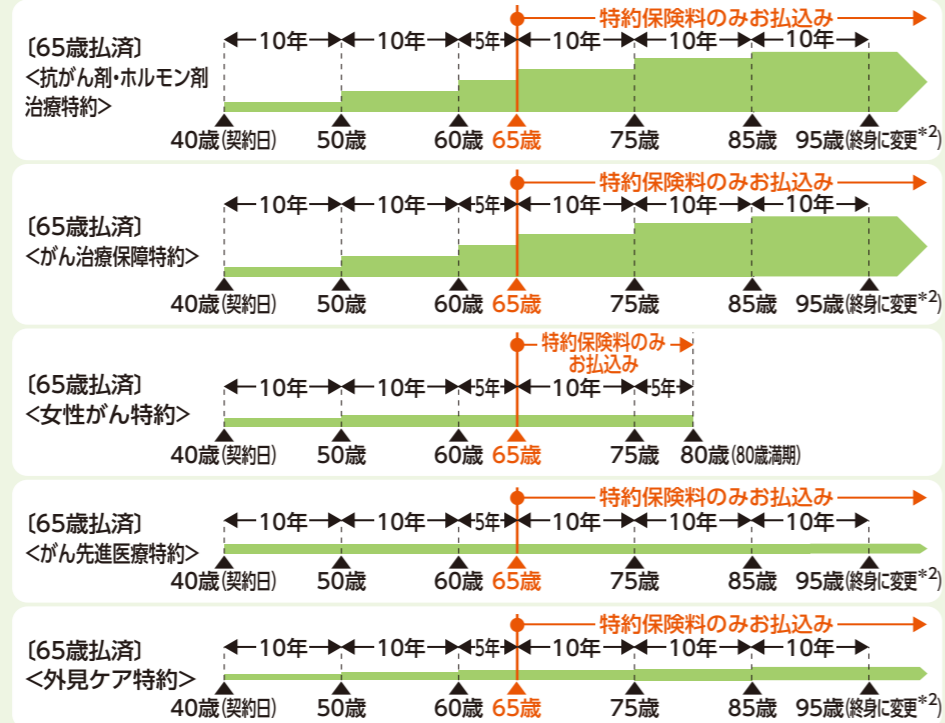 特約保険料のみお払込み
〔65歳払済〕
<抗がん剤・ホルモン剤
治療特約>
10年 10年 5年 10年 10年 10年
40歳(契約日) 50歳 60歳 65歳 75歳 85歳 95歳(終身に変更*2)
特約保険料のみお払込み
〔65歳払済〕
<がん治療保障特約>
10年 10年 5年 10年 10年 10年
40歳(契約日) 50歳 60歳 65歳 75歳 85歳 95歳(終身に変更*2)
特約保険料のみ
お払込み
〔65歳払済〕
<女性がん特約>
10年 10年 5年 10年 5年
40歳(契約日) 50歳 60歳 65歳 75歳 80歳(80歳満期)
特約保険料のみお払込み
〔65歳払済〕
<がん先進医療特約>
10年 10年 5年 10年 10年 10年
40歳(契約日) 50歳 60歳 65歳 75歳 85歳 95歳(終身に変更*2)
特約保険料のみお払込み
〔65歳払済〕
<外見ケア特約>
10年 10年 5年 10年 10年 10年
40歳(契約日) 50歳 60歳 65歳 75歳 85歳 95歳(終身に変更*2)